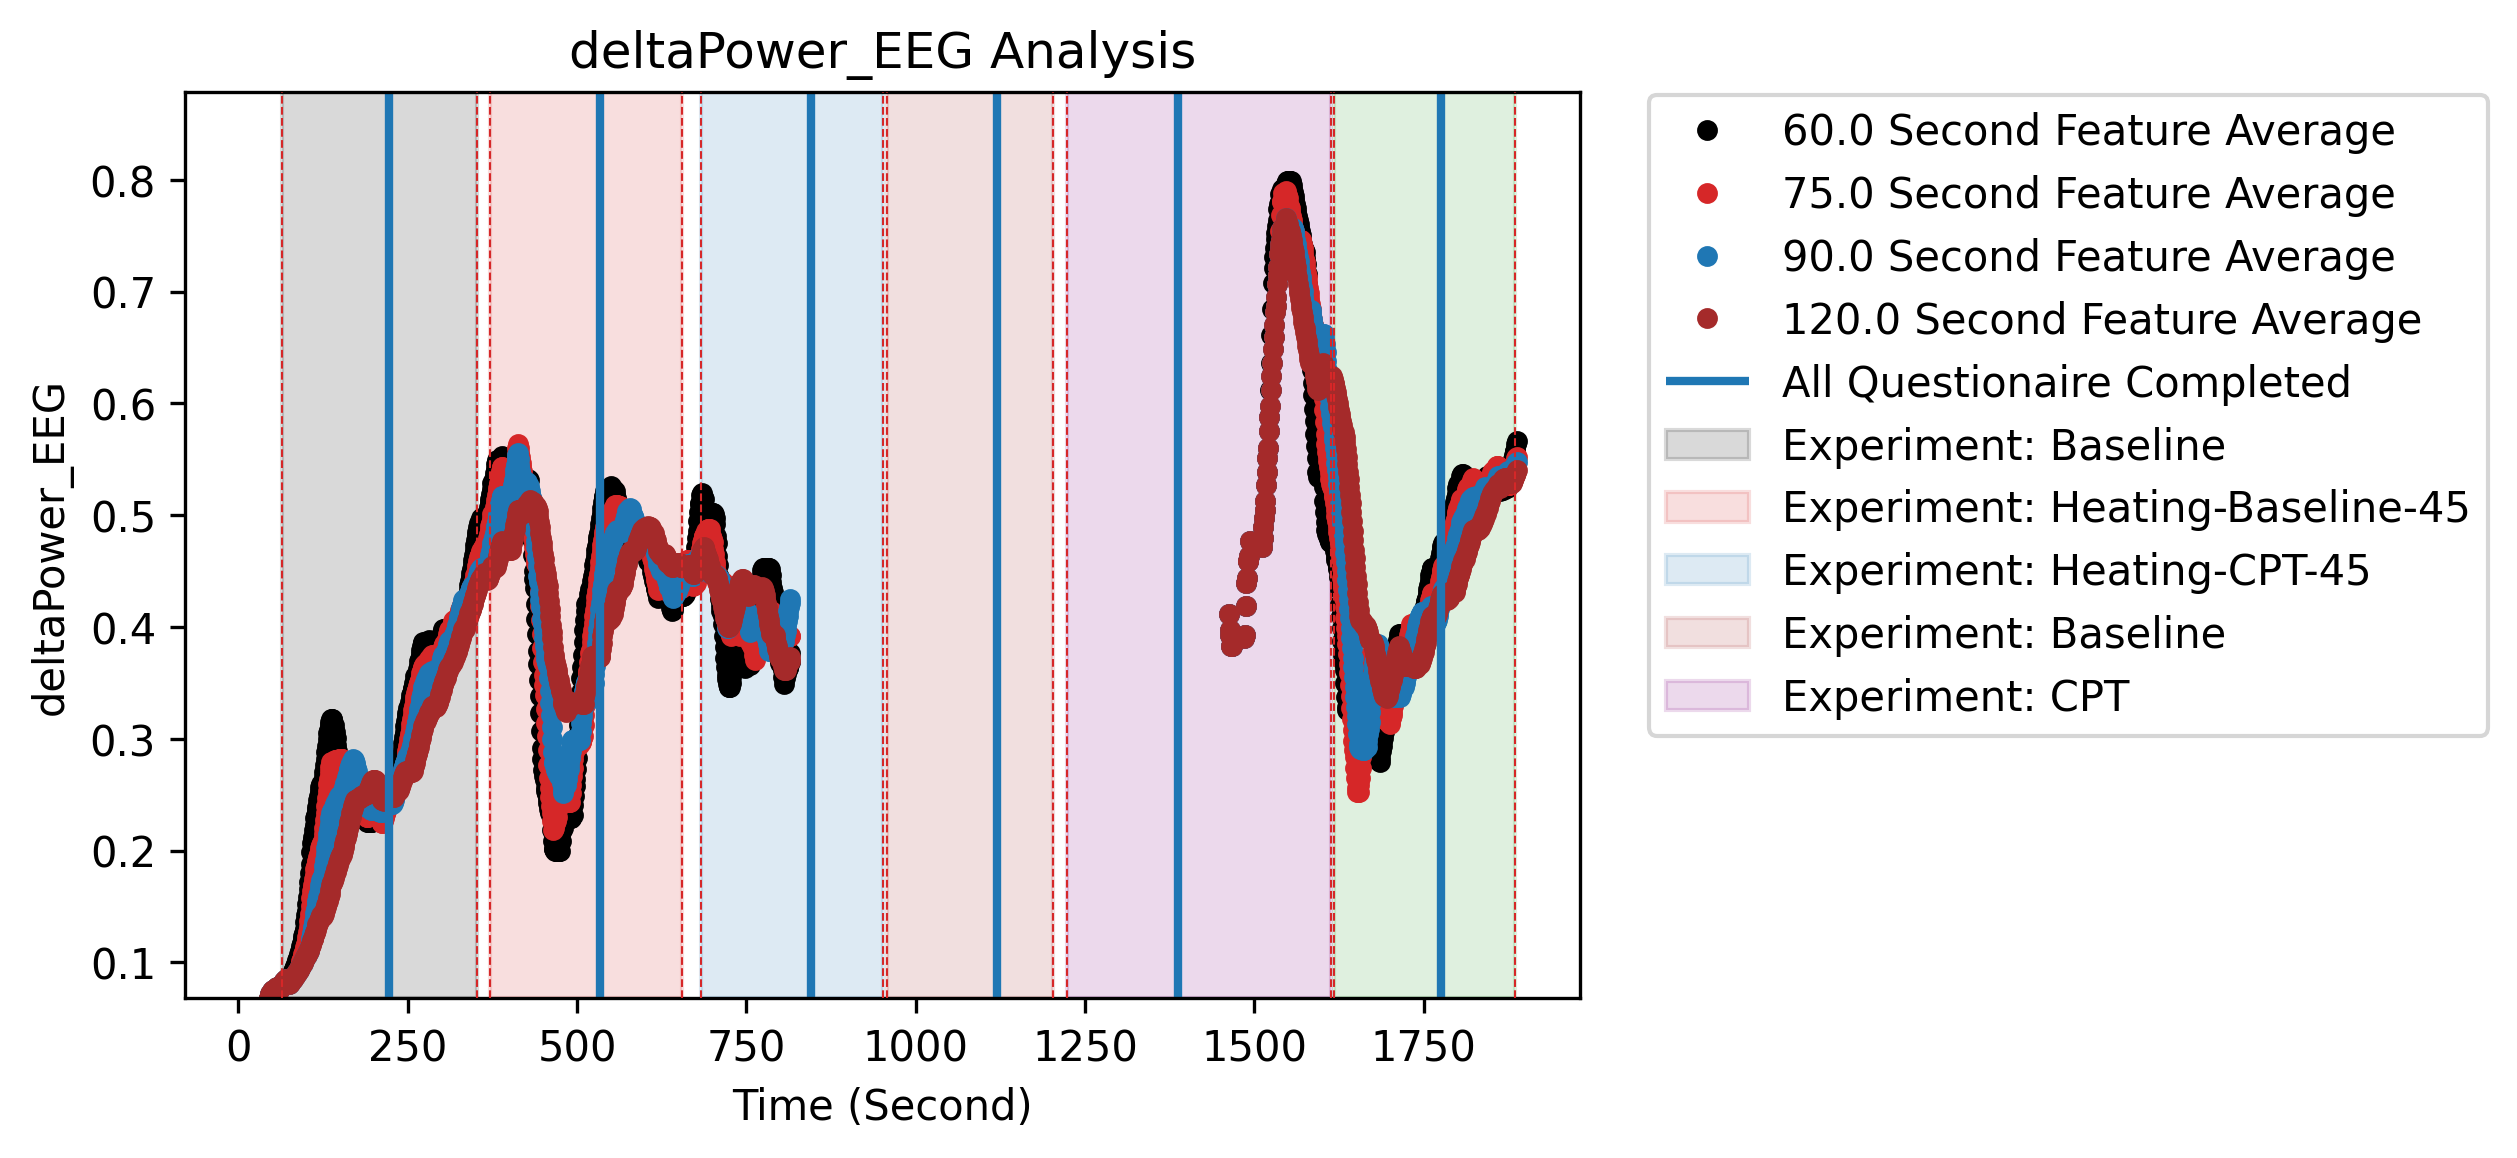 deltaPower_EEG Analysis
deltaPower_EEG
0.8
0.7
0.6
0.5
0.4
0.3
0.2
0.1
0 250 500 750 1000 1250 1500 1750
Time (Second)
60.0 Second Feature Average
75.0 Second Feature Average
90.0 Second Feature Average
120.0 Second Feature Average
All Questionaire Completed
Experiment: Baseline
Experiment: Heating-Baseline-45
Experiment: Heating-CPT-45
Experiment: Baseline
Experiment: CPT